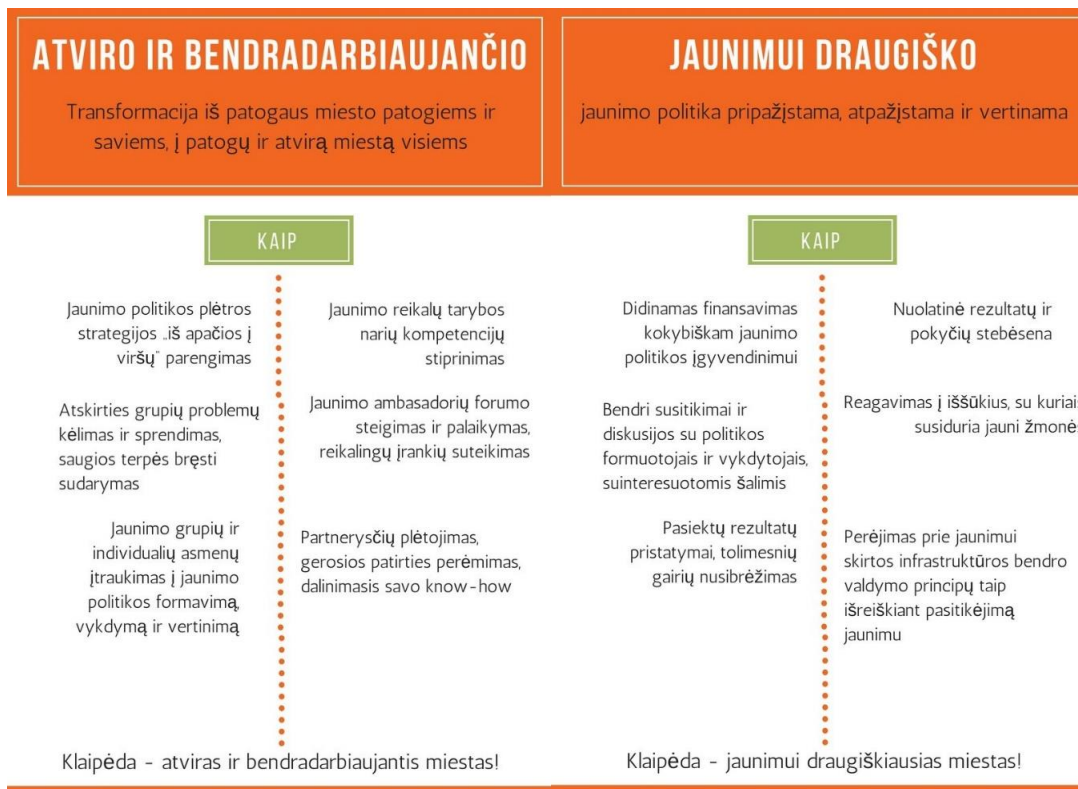 ATVIRO IR BENDRADARBIAUJANČIO
Transformacija iš patogaus miesto patogiems ir
saviems, į patogų ir atvirą miestą visiems
KAIP
Jaunimo politikos plėtros
strategijos „iš apačios į
viršų" parengimas
Jaunimo reikalų tarybos
narių kompetencijų
stiprinimas
Atskirties grupių problemų
kėlimas ir sprendimas,
saugios terpės bręsti
sudarymas
Jaunimo ambasadorių forumo
steigimas ir palaikymas,
reikalingų įrankių suteikimas
Jaunimo grupių ir
individualių asmenų
įtraukimas į jaunimo
politikos formavimą,
vykdymą ir vertinimą
Partnerysčių plėtojimas,
gerosios patirties perėmimas,
dalinimasis savo know-how
Klaipėda - atviras ir bendradarbiaujantis miestas!
JAUNIMUI DRAUGIŠKO
jaunimo politika pripažįstama, atpažįstama ir vertinama
KAIP
Didinamas finansavimas
kokybiškam jaunimo
politikos įgyvendinimui
Nuolatinė rezultatų ir
pokyčių stebėsena
Bendri susitikimai ir
diskusijos su politikos
formuotojais ir vykdytojais,
suinteresuotomis šalimis
Reagavimas į iššūkius, su kuriais
susiduria jauni žmonės
Pasiektų rezultatų
pristatymai, tolimesnių
gairių nusibrėžimas
Perėjimas prie jaunimui
skirtos infrastruktūros bendro
valdymo principų taip
išreiškiant pasitikėjimą
jaunimu
Klaipėda - jaunimui draugiškiausias miestas!